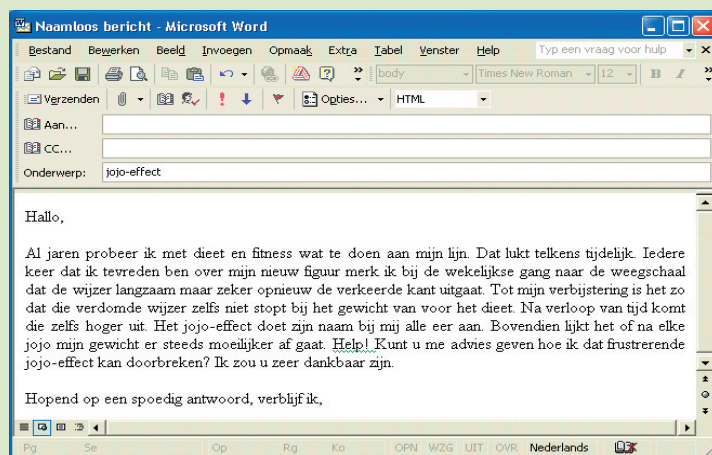 Naamloos bericht - Microsoft Word
Bestand Bewerken Beeld Invoegen Opmaak Extra Tabel Venster Help Typ een vraag voor hulp
body Times New Roman 12 B I
Verzenden Opties... HTML
Aan...
CC...
Onderwerp: jojo-effect
Hallo,
Al jaren probeer ik met dieet en fitness wat te doen aan mijn lijn. Dat lukt telkens tijdelijk. Iedere
keer dat ik tevreden ben over mijn nieuw figuur merk ik bij de wekelijkse gang naar de weegschaal
dat de wijzer langzaam maar zeker opnieuw de verkeerde kant uitgaat. Tot mijn verbijstering is het zo
dat die verdomde wijzer zelfs niet stopt bij het gewicht van voor het dieet. Na verloop van tijd komt
die zelfs hoger uit. Het jojo-effect doet zijn naam bij mij alle eer aan. Bovendien lijkt het of na elke
jojo mijn gewicht er steeds moeilijker af gaat. Help! Kunt u me advies geven hoe ik dat frustrerende
jojo-effect kan doorbreken? Ik zou u zeer dankbaar zijn.
Hopend op een spoedig antwoord, verblijf ik,
Pg Se Op Rg Ko OPN WZG UIT OVR Nederlands